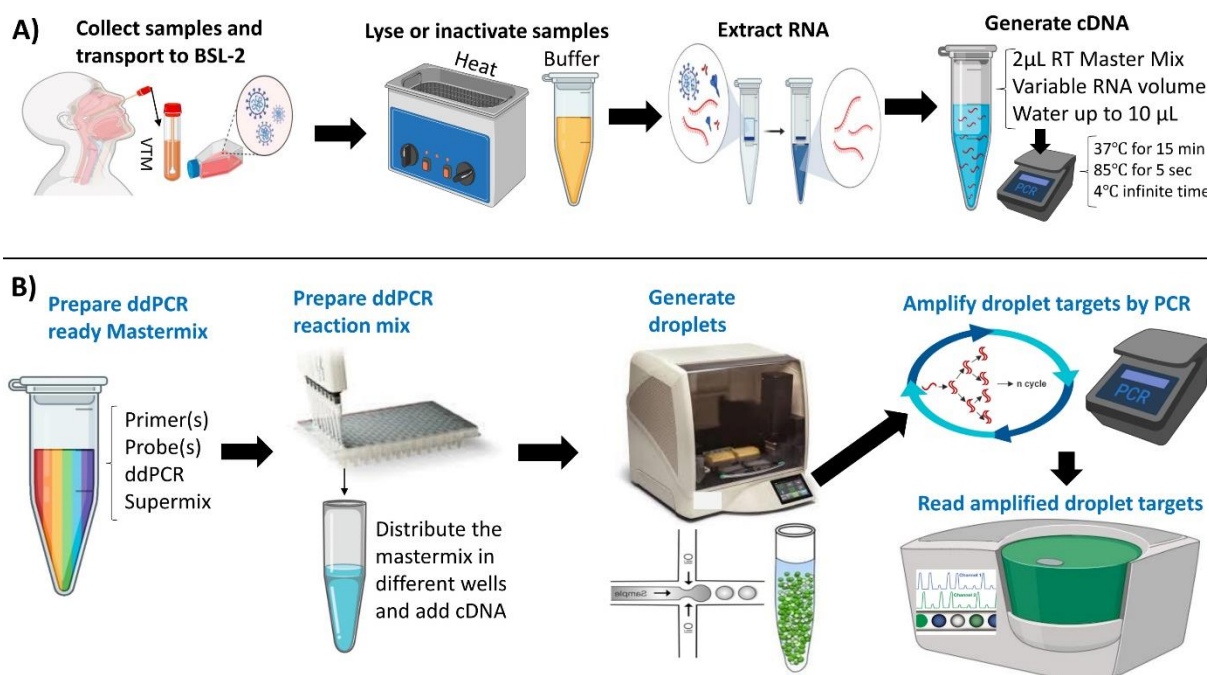 A)
Collect samples and
transport to BSL-2
VTM
Lyse or inactivate samples
Heat
Buffer
Extract RNA
Generate cDNA
2µL RT Master Mix
Variable RNA volume
Water up to 10 µL
PCR
37℃ for 15 min
85℃ for 5 sec
4℃ infinite time
B)
Prepare ddPCR
ready Mastermix
Primer(s)
Probe(s)
ddPCR
Supermix
Prepare ddPCR
reaction mix
Distribute the
mastermix in
different wells
and add cDNA
Generate
droplets
Oil
Sample
Oil
Amplify droplet targets by PCR
n cycle
PCR
Read amplified droplet targets
Channel 1
Channel 2